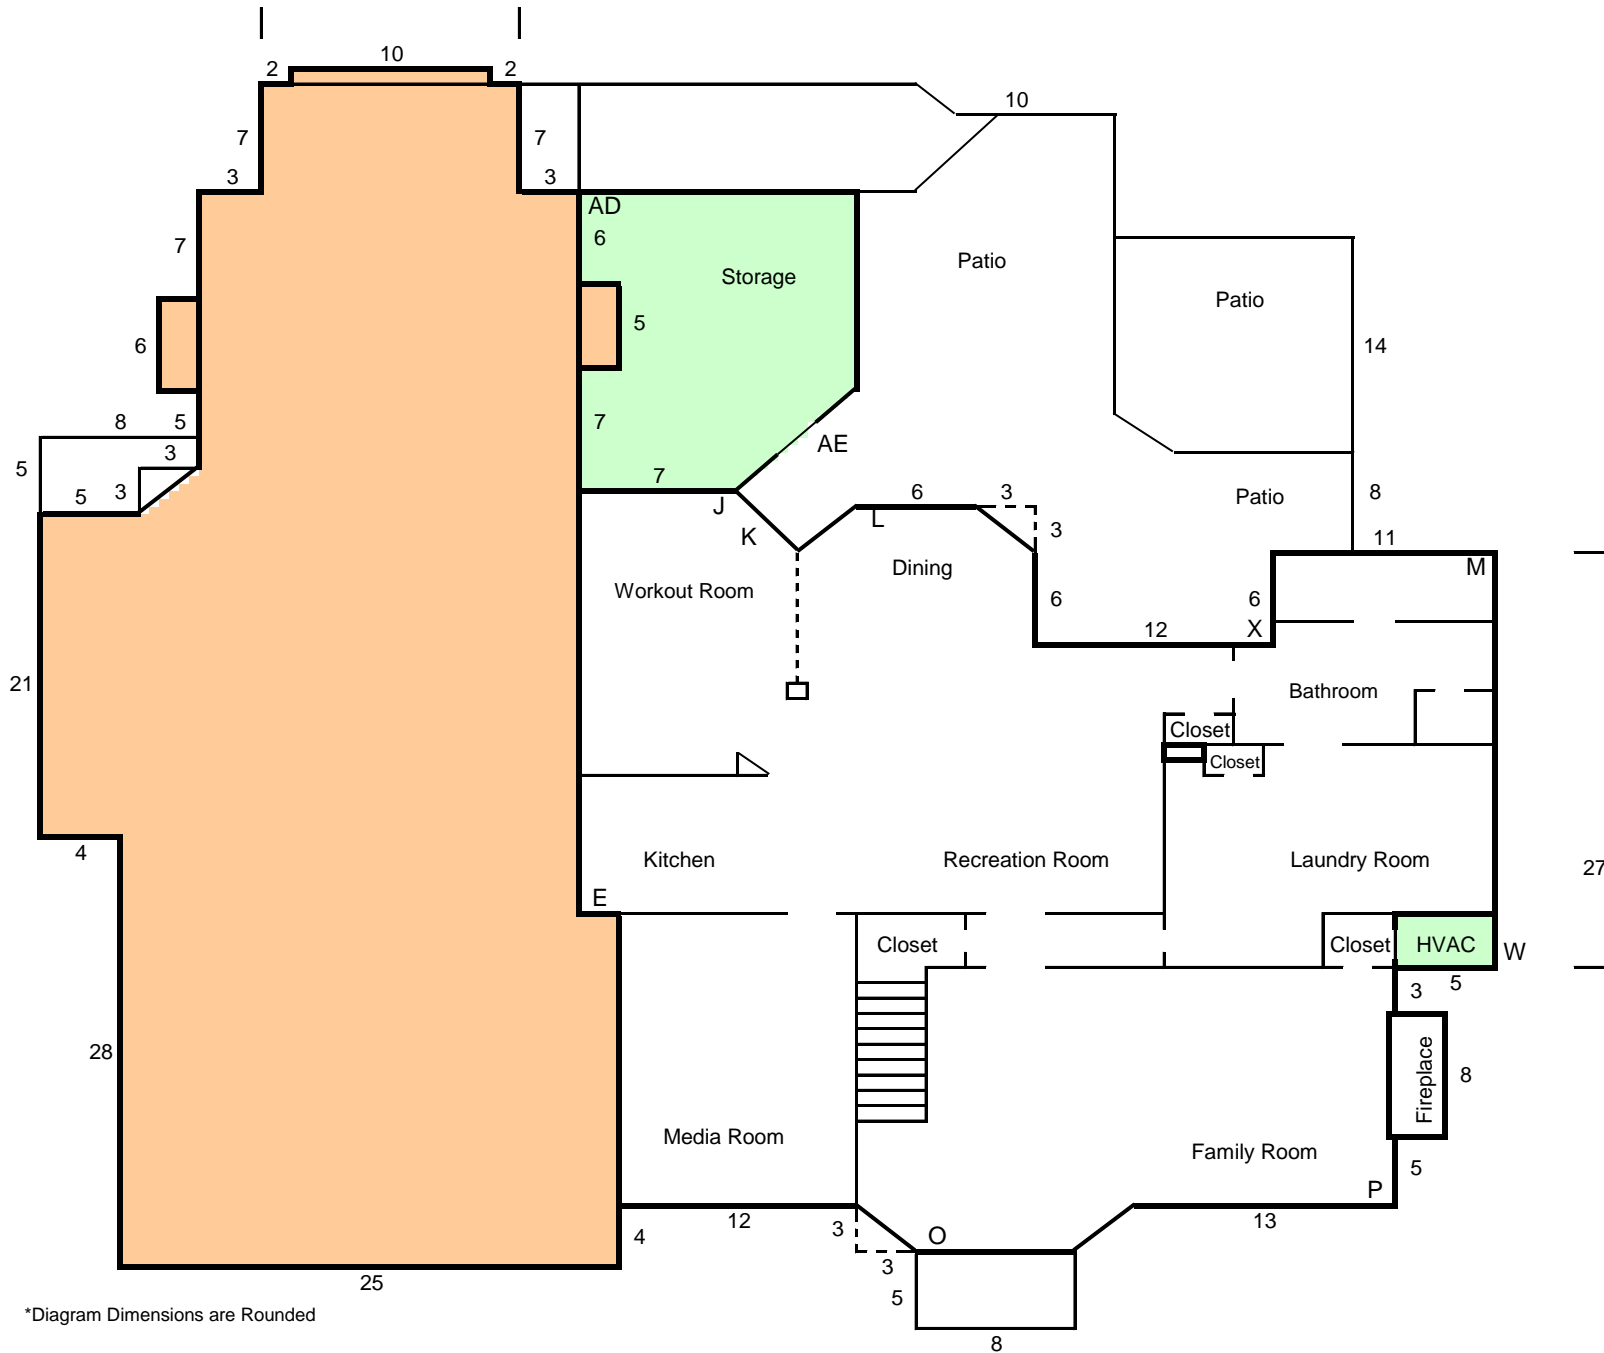 10
2
2
10
7
7
3
3
AD
7
6
Patio
Storage
Patio
5
6
14
8
5
7
AE
3
5
7
6
3
8
5
3
J
L
Patio
K
3
11
Dining
M
Workout Room
6
6
12
X
21
Bathroom
Closet
Closet
4
Kitchen
Recreation Room
Laundry Room
27
E
Closet
Closet
HVAC
W
3
5
28
Fireplace
8
Media Room
Family Room
5
P
12
3
13
4
O
3
25
5
*Diagram Dimensions are Rounded
8